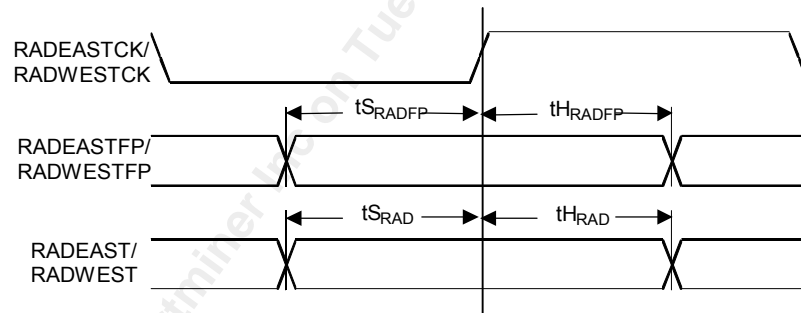 RADEASTCK/
RADWESTCK
tSRADFP
tHRADFP
RADEASTFP/
RADWESTFP
tSRAD
tHRAD
RADEAST/
RADWEST